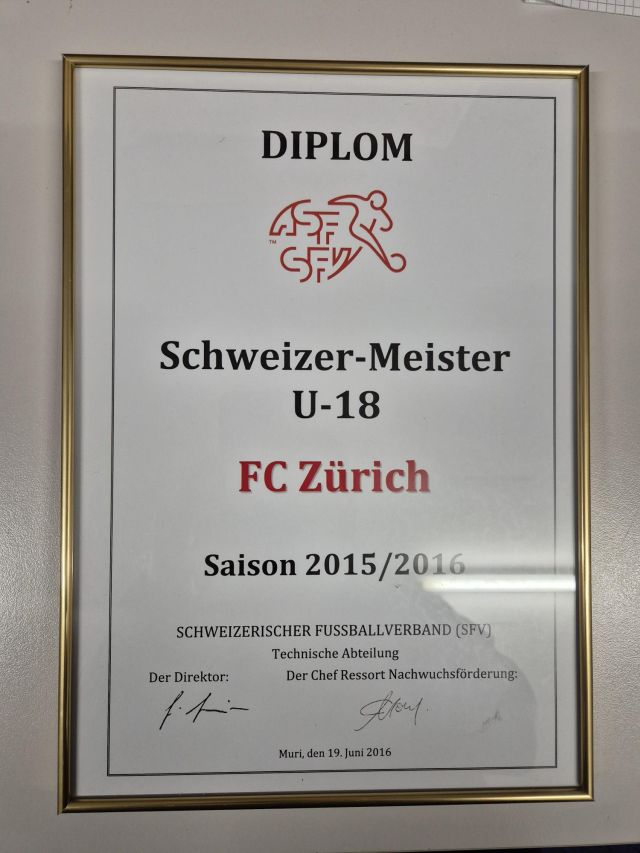 DIPLOM
ASF
SFV
TM
Schweizer-Meister
U-18
FC Zürich
Saison 2015/2016
SCHWEIZERISCHER FUSSBALLVERBAND (SFV)
Technische Abteilung
Der Direktor: Der Chef Ressort Nachwuchsförderung:
Muri, den 19. Juni 2016